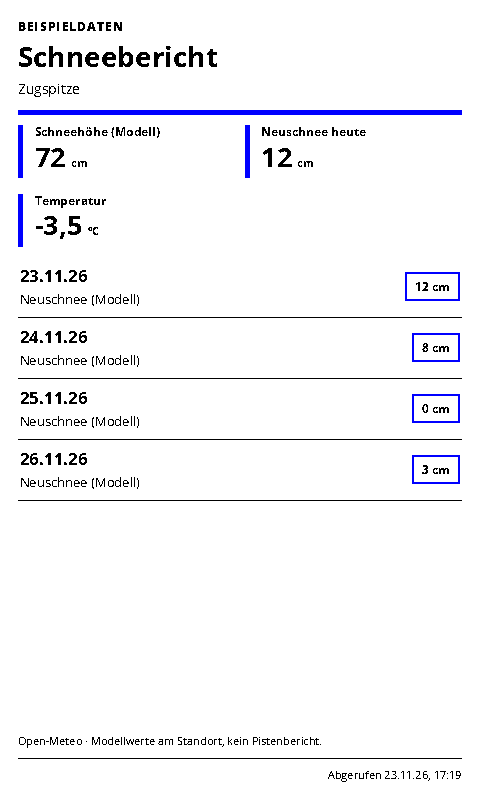 BEISPIELDATEN
Schneebericht
Zugspitze
Schneehöhe (Modell)
72 cm
Neuschnee heute
12 cm
Temperatur
-3,5 °C
23.11.26
Neuschnee (Modell)
12 cm
24.11.26
Neuschnee (Modell)
8 cm
25.11.26
Neuschnee (Modell)
0 cm
26.11.26
Neuschnee (Modell)
3 cm
Open-Meteo · Modellwerte am Standort, kein Pistenbericht.
Abgerufen 23.11.26, 17:19